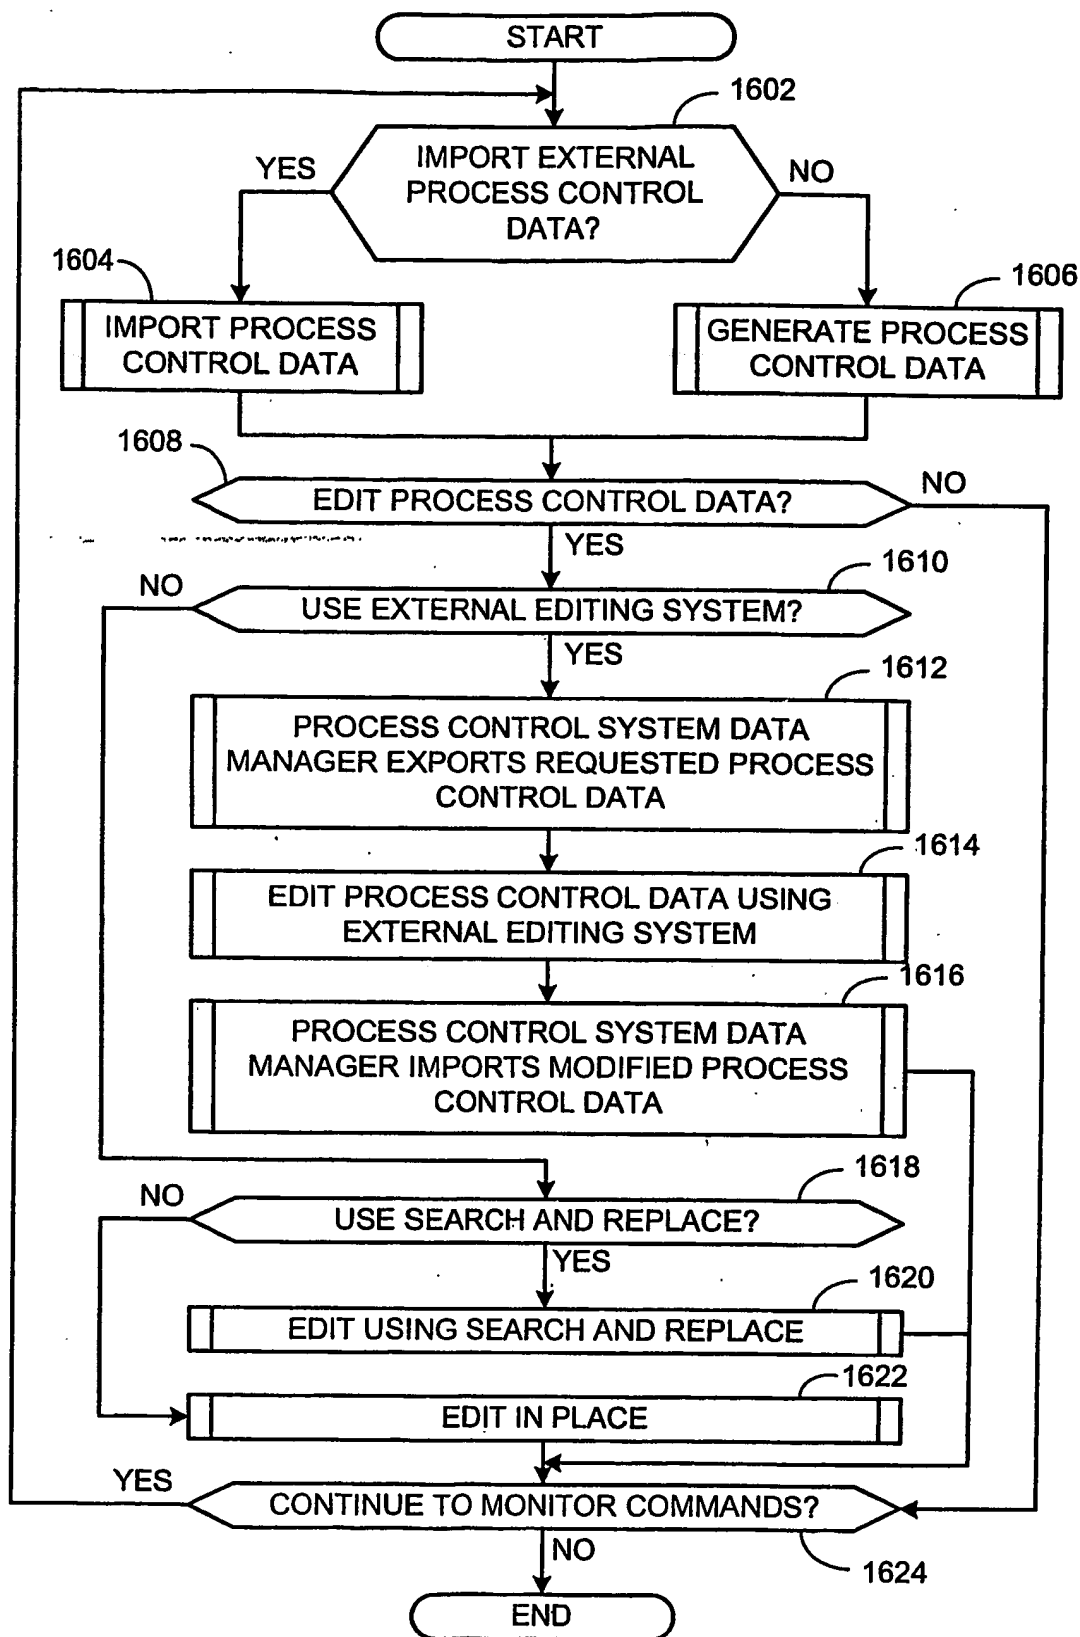 START
1602
IMPORT EXTERNAL
PROCESS CONTROL
DATA?
YES
NO
1604
IMPORT PROCESS
CONTROL DATA
1606
GENERATE PROCESS
CONTROL DATA
1608
EDIT PROCESS CONTROL DATA?
NO
YES
1610
NO
USE EXTERNAL EDITING SYSTEM?
YES
1612
PROCESS CONTROL SYSTEM DATA
MANAGER EXPORTS REQUESTED PROCESS
CONTROL DATA
1614
EDIT PROCESS CONTROL DATA USING
EXTERNAL EDITING SYSTEM
1616
PROCESS CONTROL SYSTEM DATA
MANAGER IMPORTS MODIFIED PROCESS
CONTROL DATA
1618
NO
USE SEARCH AND REPLACE?
YES
1620
EDIT USING SEARCH AND REPLACE
1622
EDIT IN PLACE
YES
CONTINUE TO MONITOR COMMANDS?
NO
1624
END